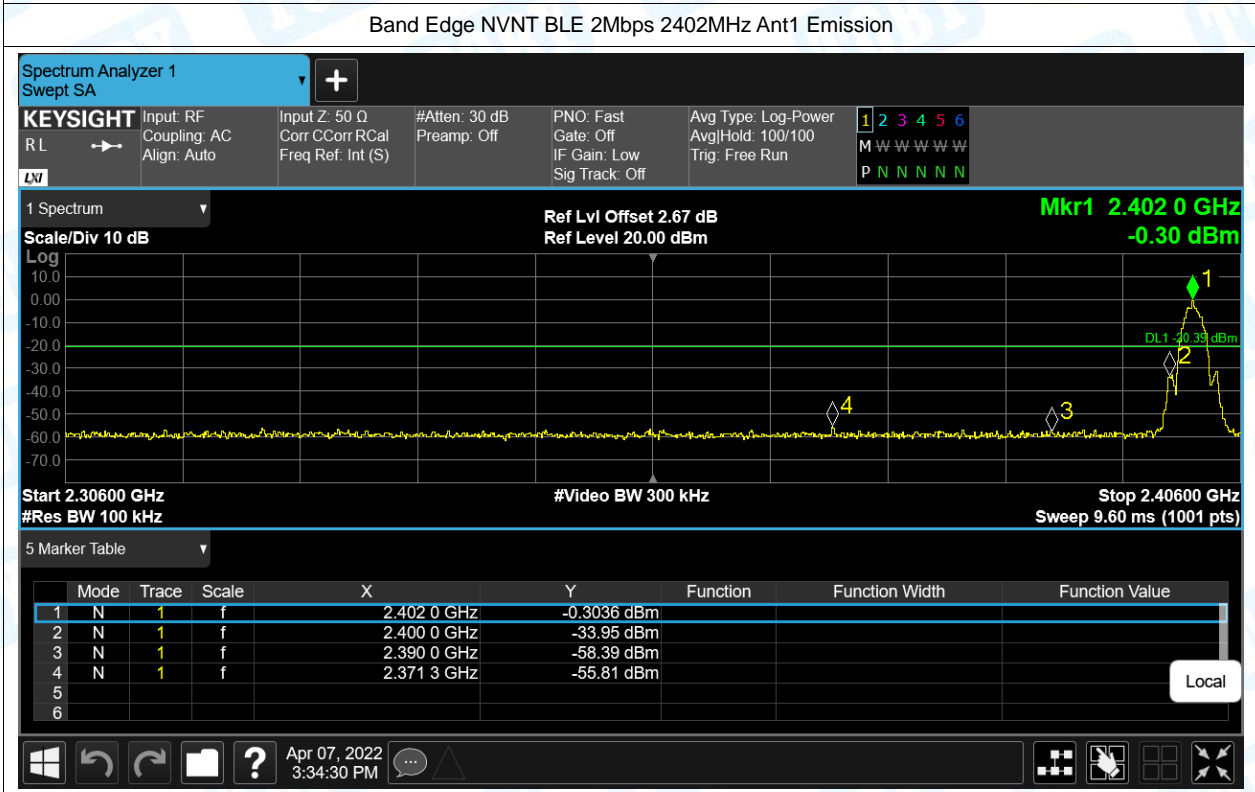 Band Edge NVNT BLE 2Mbps 2402MHz Ant1 Emission
Spectrum Analyzer 1
Swept SA
KEYSIGHT
RL
LXI
Input: RF
Coupling: AC
Align: Auto
Input Z: 50 Ω
Corr CCorr RCal
Freq Ref: Int (S)
#Atten: 30 dB
Preamp: Off
PNO: Fast
Gate: Off
IF Gain: Low
Sig Track: Off
Avg Type: Log-Power
Avg|Hold: 100/100
Trig: Free Run
1 2 3 4 5 6
M W W W W W W
P N N N N N N
1 Spectrum
Scale/Div 10 dB
Ref Lvl Offset 2.67 dB
Ref Level 20.00 dBm
Mkr1 2.402 0 GHz
-0.30 dBm
Log
10.0
0.00
-10.0
-20.0
-30.0
-40.0
-50.0
-60.0
-70.0
1
DL1 -20.39 dBm
2
4
3
Start 2.30600 GHz
#Res BW 100 kHz
#Video BW 300 kHz
Stop 2.40600 GHz
Sweep 9.60 ms (1001 pts)
5 Marker Table
Mode Trace Scale X Y Function Function Width Function Value
1 N 1 f 2.402 0 GHz -0.3036 dBm
2 N 1 f 2.400 0 GHz -33.95 dBm
3 N 1 f 2.390 0 GHz -58.39 dBm
4 N 1 f 2.371 3 GHz -55.81 dBm
5
6
Local
?
Apr 07, 2022
3:34:30 PM